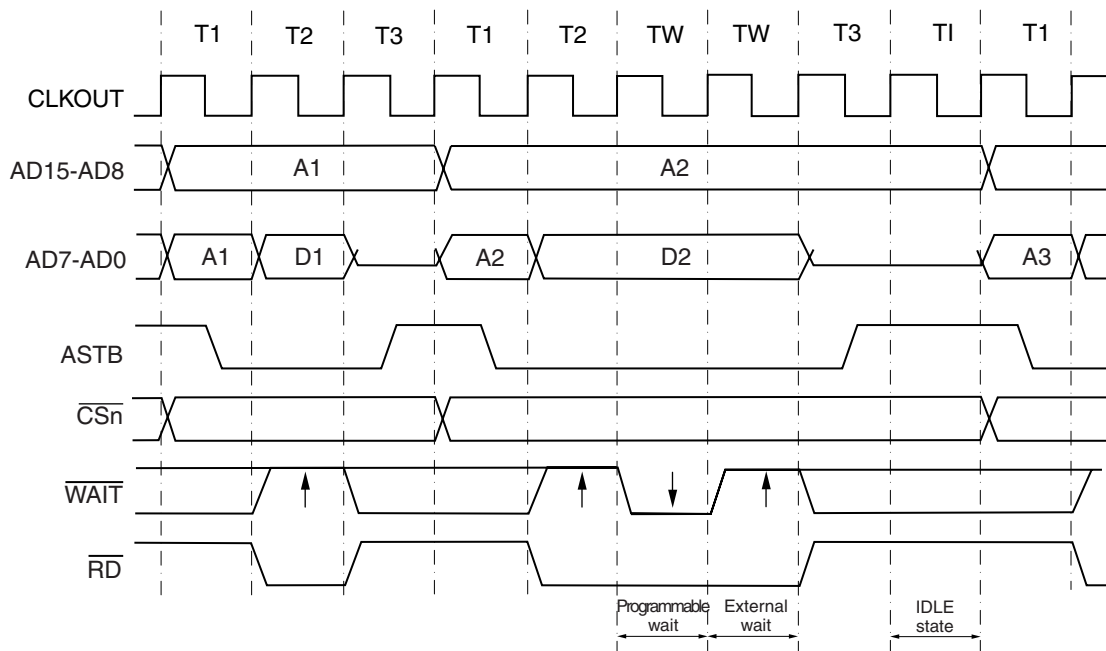 T1 T2 T3 T1 T2 TW TW T3 TI T1
CLKOUT
AD15-AD8 A1 A2
AD7-AD0 A1 D1 A2 D2 A3
ASTB
CSn
WAIT
RD
Programmable wait
External wait
IDLE state